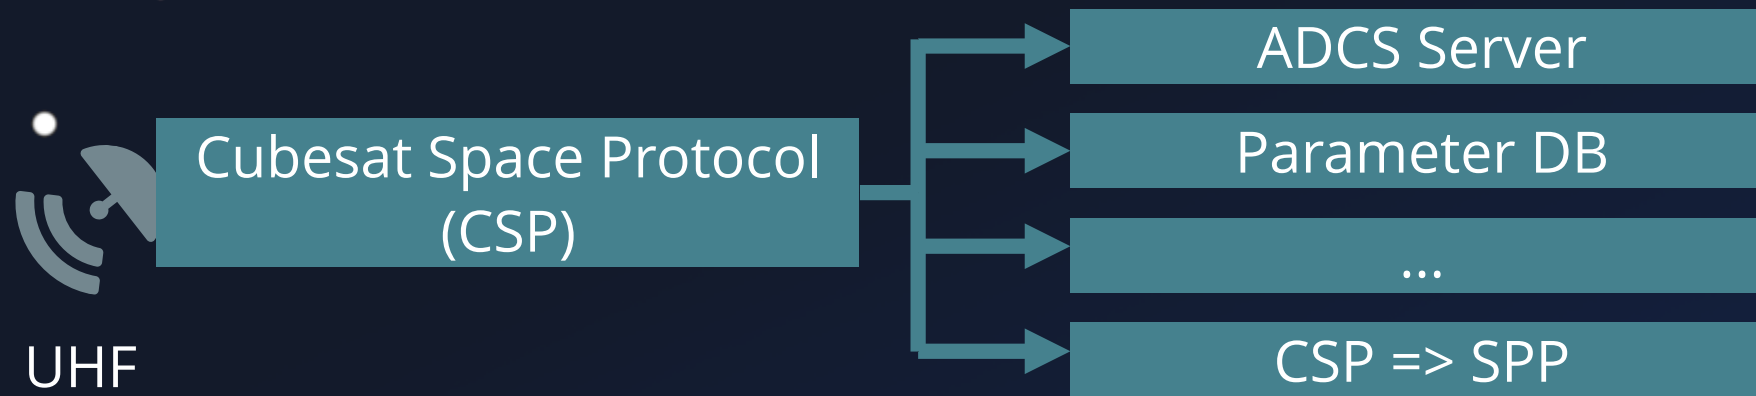 Cubesat Space Protocol
(CSP)
UHF
ADCS Server
Parameter DB
...
CSP => SPP